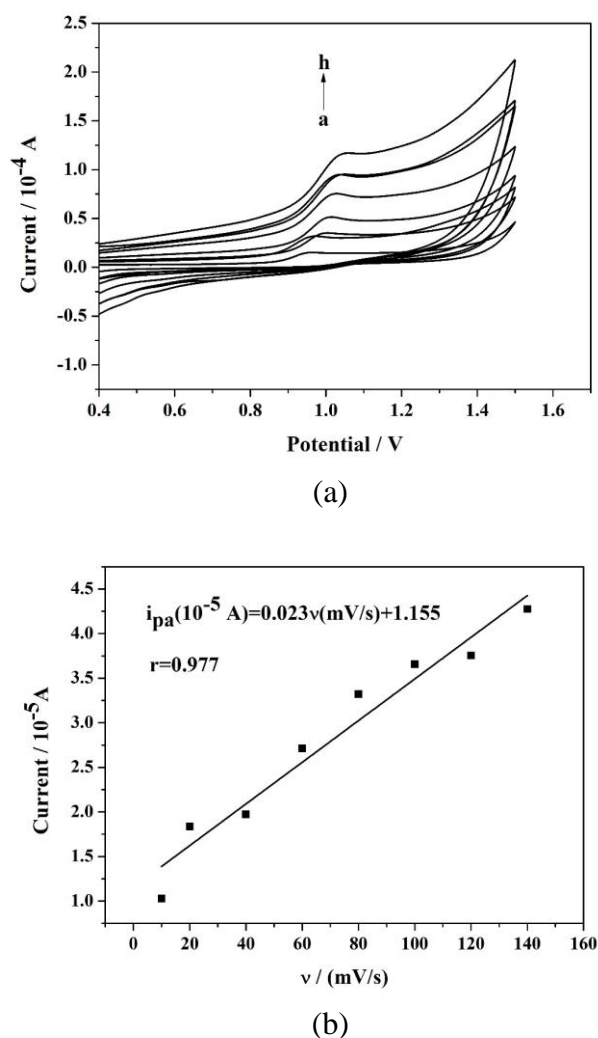 2.5
2.0
1.5
1.0
0.5
0.0
-0.5
-1.0
Current / 10⁻⁴ A
h
a
0.4 0.6 0.8 1.0 1.2 1.4 1.6
Potential / V
(a)
4.5
4.0
3.5
3.0
2.5
2.0
1.5
1.0
Current / 10⁻⁵A
iₚₐ(10⁻⁵ A)=0.023ν(mV/s)+1.155
r=0.977
0 20 40 60 80 100 120 140 160
ν / (mV/s)
(b)